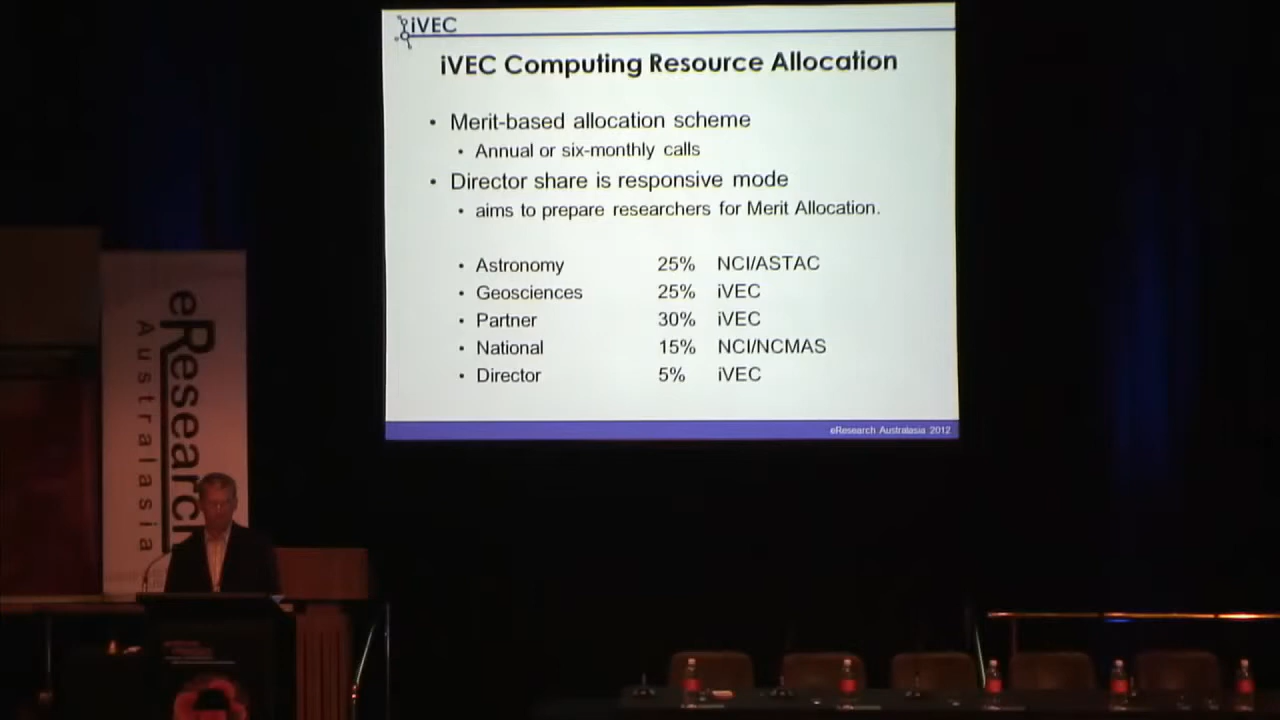 iVEC
iVEC Computing Resource Allocation
• Merit-based allocation scheme
• Annual or six-monthly calls
• Director share is responsive mode
• aims to prepare researchers for Merit Allocation.
• Astronomy 25% NCI/ASTAC
• Geosciences 25% iVEC
• Partner 30% iVEC
• National 15% NCI/NCMAS
• Director 5% iVEC
eResearch Australasia 2012
eResearch
Australasia